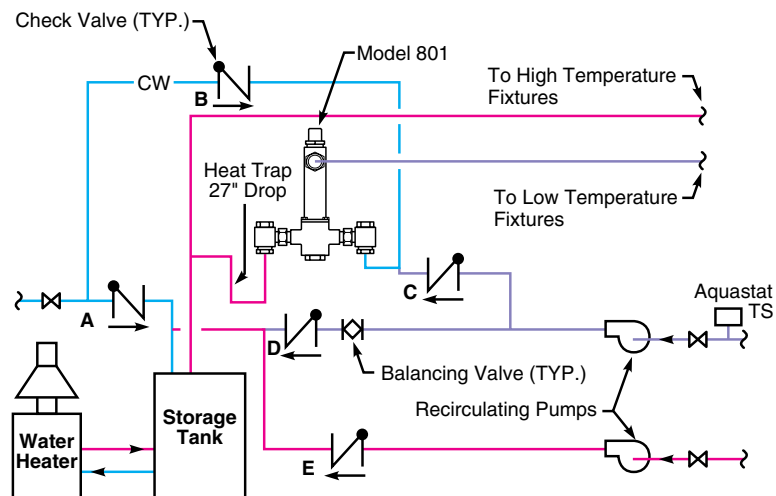 Check Valve (TYP.)
Model 801
CW
B
To High Temperature
Fixtures
Heat Trap
27" Drop
To Low Temperature
Fixtures
C
A
Aquastat
TS
D
Balancing Valve (TYP.)
Recirculating Pumps
Storage
Tank
Water
Heater
E